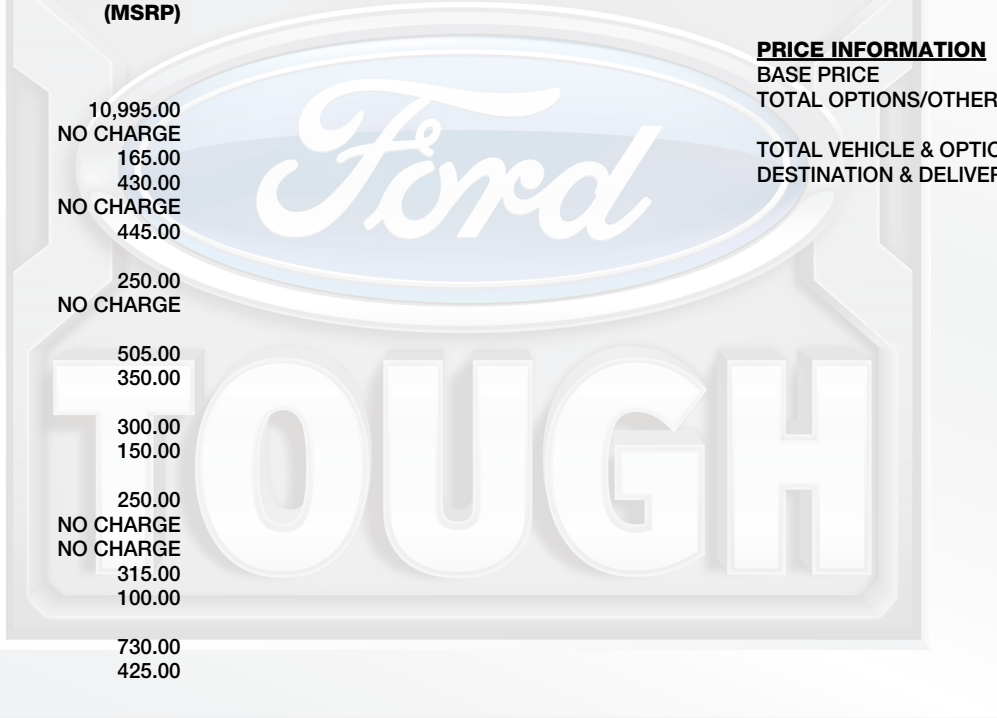 (MSRP)
10,995.00
NO CHARGE
165.00
430.00
NO CHARGE
445.00
250.00
NO CHARGE
505.00
350.00
300.00
150.00
250.00
NO CHARGE
NO CHARGE
315.00
100.00
730.00
425.00
PRICE INFORMATION
BASE PRICE
TOTAL OPTIONS/OTHER
TOTAL VEHICLE & OPTIO
DESTINATION & DELIVER
Ford
TOUGH